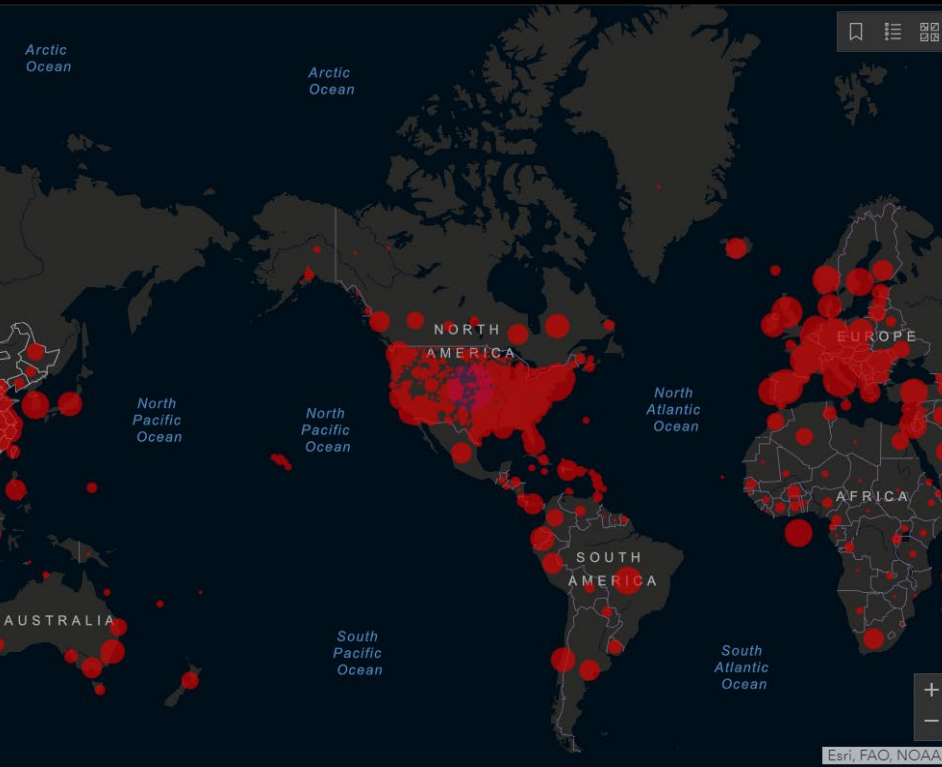 Arctic
Ocean
Arctic
Ocean
NORTH
AMERICA
EUROPE
North
Pacific
Ocean
North
Pacific
Ocean
North
Atlantic
Ocean
AFRICA
SOUTH
AMERICA
AUSTRALIA
South
Pacific
Ocean
South
Atlantic
Ocean
+
−
Esri, FAO, NOAA